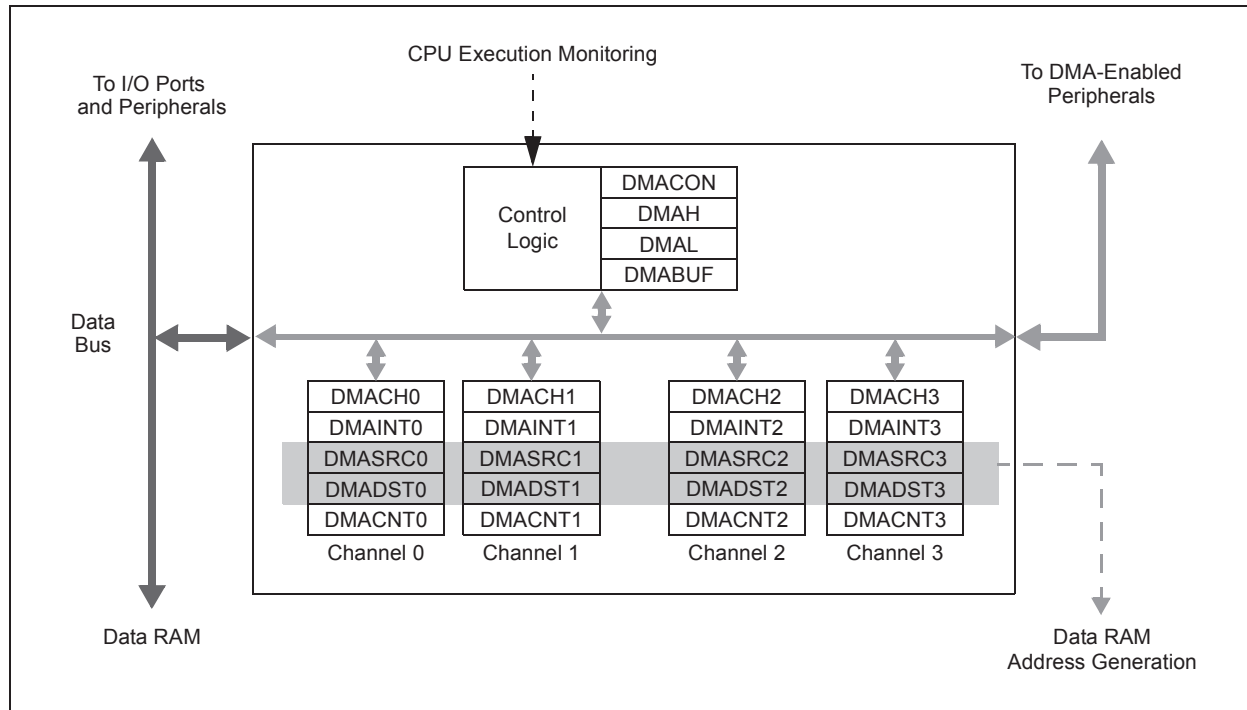 CPU Execution Monitoring
To I/O Ports
and Peripherals
To DMA-Enabled
Peripherals
Control
Logic
DMACON
DMAH
DMAL
DMABUF
Data
Bus
DMACH0
DMAINT0
DMASRC0
DMADST0
DMACNT0
Channel 0
DMACH1
DMAINT1
DMASRC1
DMADST1
DMACNT1
Channel 1
DMACH2
DMAINT2
DMASRC2
DMADST2
DMACNT2
Channel 2
DMACH3
DMAINT3
DMASRC3
DMADST3
DMACNT3
Channel 3
Data RAM
Data RAM
Address Generation